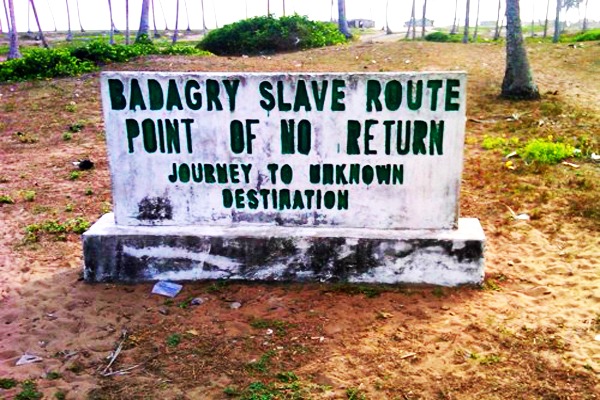 BADAGRY SLAVE ROUTE
POINT OF NO RETURN
JOURNEY TO UNKNOWN
DESTINATION